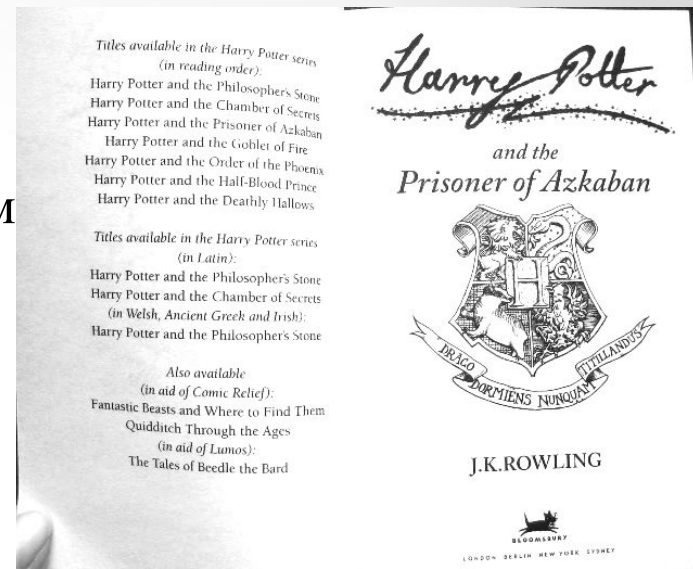 M
Titles available in the Harry Potter series
(in reading order):
Harry Potter and the Philosopher's Stone
Harry Potter and the Chamber of Secrets
Harry Potter and the Prisoner of Azkaban
Harry Potter and the Goblet of Fire
Harry Potter and the Order of the Phoenix
Harry Potter and the Half-Blood Prince
Harry Potter and the Deathly Hallows
Titles available in the Harry Potter series
(in Latin):
Harry Potter and the Philosopher's Stone
Harry Potter and the Chamber of Secrets
(in Welsh, Ancient Greek and Irish):
Harry Potter and the Philosopher's Stone
Also available
(in aid of Comic Relief):
Fantastic Beasts and Where to Find Them
Quidditch Through the Ages
(in aid of Lumos):
The Tales of Beedle the Bard
Harry Potter
and the
Prisoner of Azkaban
H
DRACO DORMIENS NUNQUAM TITILLANDUS
J.K.ROWLING
BLOOMSBURY
LONDON BERLIN NEW YORK SYDNEY